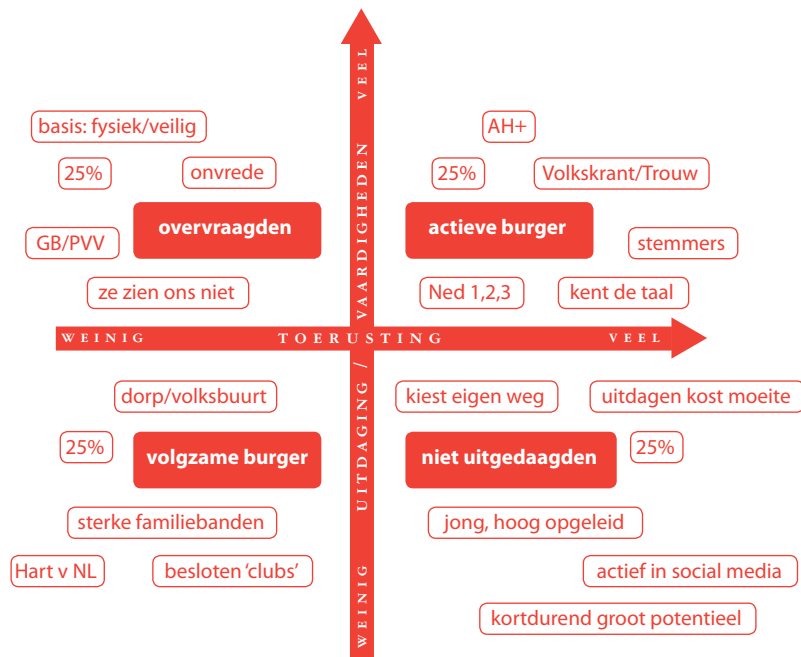 VEEL
basis: fysiek/veilig
AH+
25%
onvrede
25%
Volkskrant/Trouw
overvraagden
actieve burger
GB/PVV
stemmers
ze zien ons niet
Ned 1,2,3
kent de taal
UITDAGING / VAARDIGHEDEN
WEINIG
TOERUSTING
VEEL
dorp/volksbuurt
kiest eigen weg
uitdagen kost moeite
25%
volgzame burger
niet uitgedaagden
25%
sterke familiebanden
jong, hoog opgeleid
Hart v NL
besloten ‘clubs’
actief in social media
kortdurend groot potentieel
WEINIG